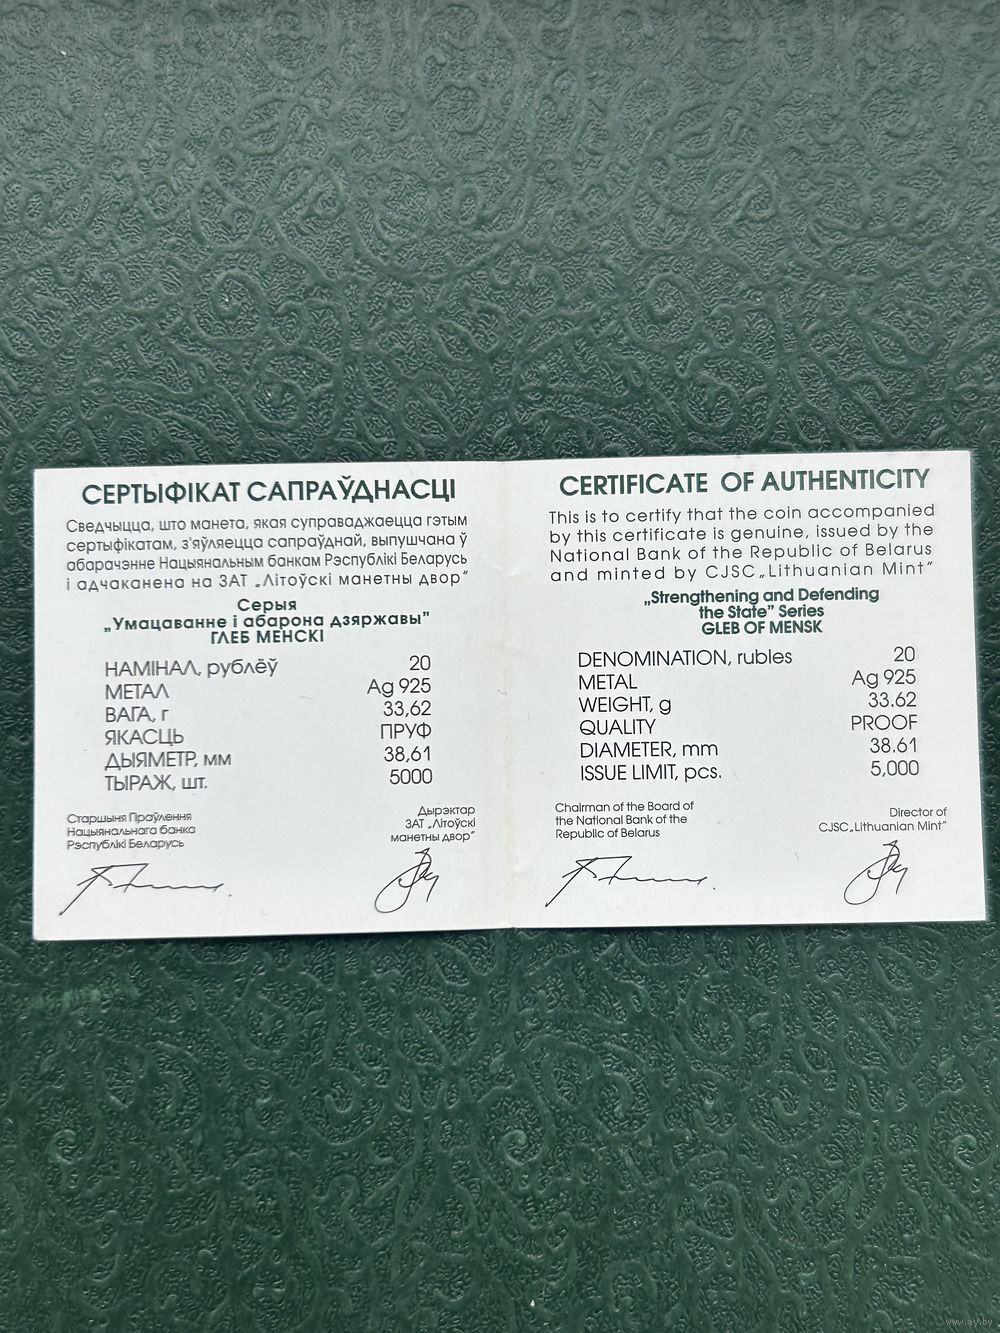 СЕРТЫФІКАТ САПРАЎДНАСЦІ
Сведчыцца, што манета, якая суправаджаецца гэтым
сертыфікатам, з'яўляецца сапраўднай, выпушчана ў
абарачэнне Нацыянальным банкам Рэспублікі Беларусь
і адчаканена на ЗАТ „Літоўскі манетны двор"
Серыя
„Умацаванне і абарона дзяржавы"
ГЛЕБ МЕНСКІ
НАМІНАЛ, рублёў 20
МЕТАЛ Ag 925
ВАГА, г 33,62
ЯКАСЦЬ ПРУФ
ДЫЯМЕТР, мм 38,61
ТЫРАЖ, шт. 5000
Старшыня Праўлення
Нацыянальнага банка
Рэспублікі Беларусь
Дырэктар
ЗАТ „Літоўскі
манетны двор"
CERTIFICATE OF AUTHENTICITY
This is to certify that the coin accompanied
by this certificate is genuine, issued by the
National Bank of the Republic of Belarus
and minted by CJSC„Lithuanian Mint"
„Strengthening and Defending
the State" Series
GLEB OF MENSK
DENOMINATION, rubles 20
METAL Ag 925
WEIGHT, g 33.62
QUALITY PROOF
DIAMETER, mm 38.61
ISSUE LIMIT, pcs. 5,000
Chairman of the Board of
the National Bank of the
Republic of Belarus
Director of
CJSC„Lithuanian Mint"
www.ay.by